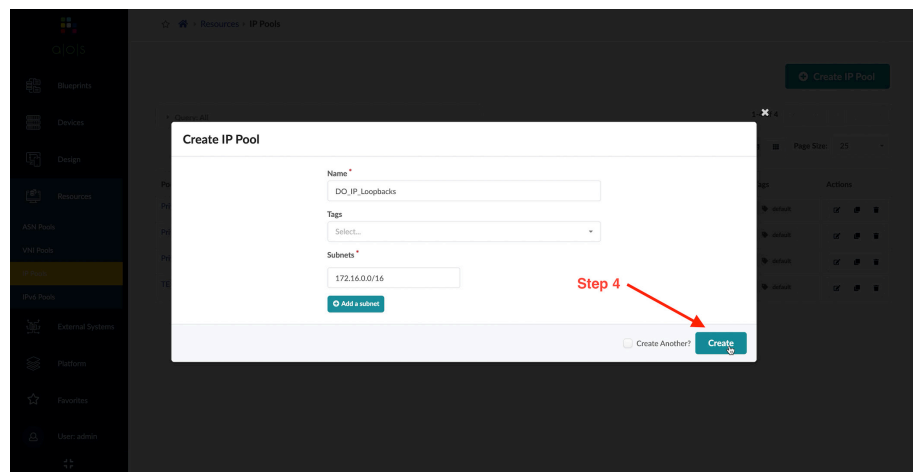 a|o|s
Resources › IP Pools
Create IP Pool
Blueprints
Devices
Design
Resources
ASN Pools
VNI Pools
IP Pools
IPv6 Pools
External Systems
Platform
Favorites
User: admin
Query: All
Page Size: 25
Tags Actions
default
default
default
default
Create IP Pool
Name *
DO_IP_Loopbacks
Tags
Select...
Subnets *
172.16.0.0/16
Add a subnet
Step 4
Create Another? Create